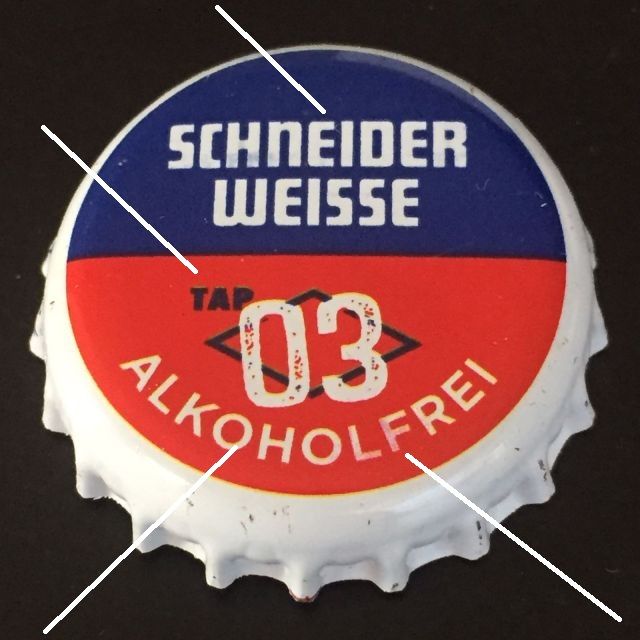 SCHNEIDER
WEISSE
TAP 03
ALKOHOLFREI